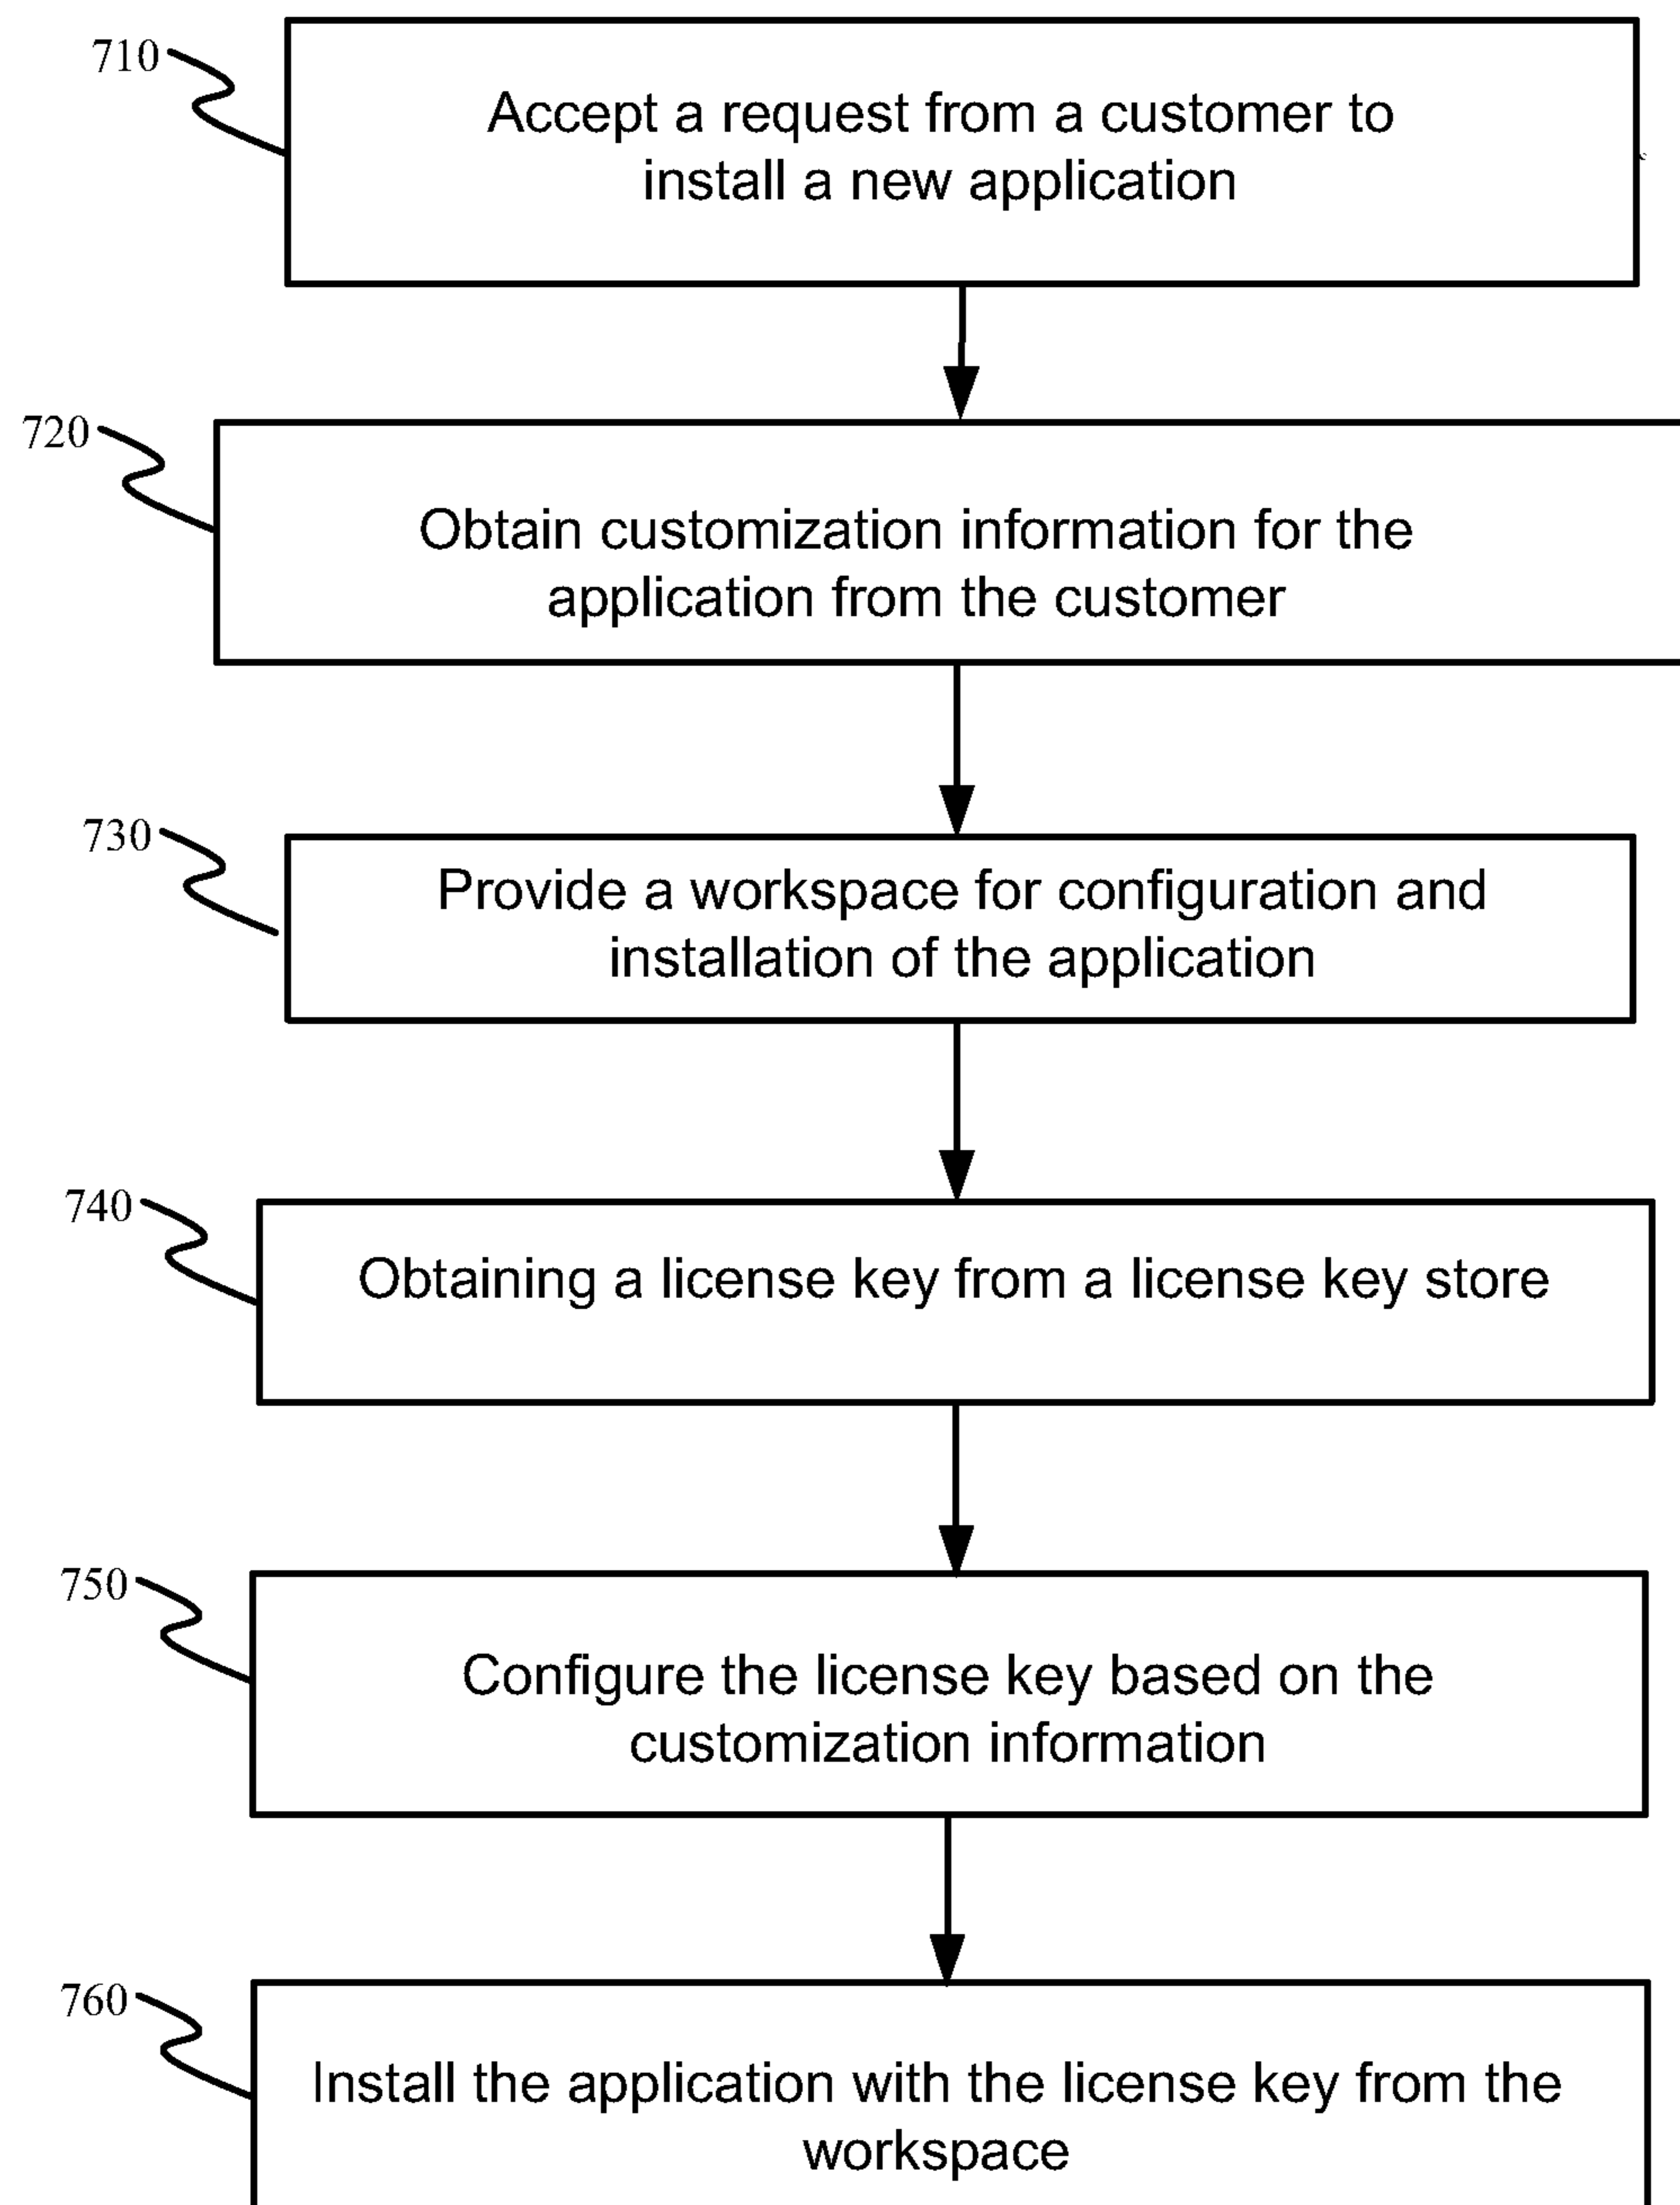 710
Accept a request from a customer to
install a new application
720
Obtain customization information for the
application from the customer
730
Provide a workspace for configuration and
installation of the application
740
Obtaining a license key from a license key store
750
Configure the license key based on the
customization information
760
Install the application with the license key from the
workspace